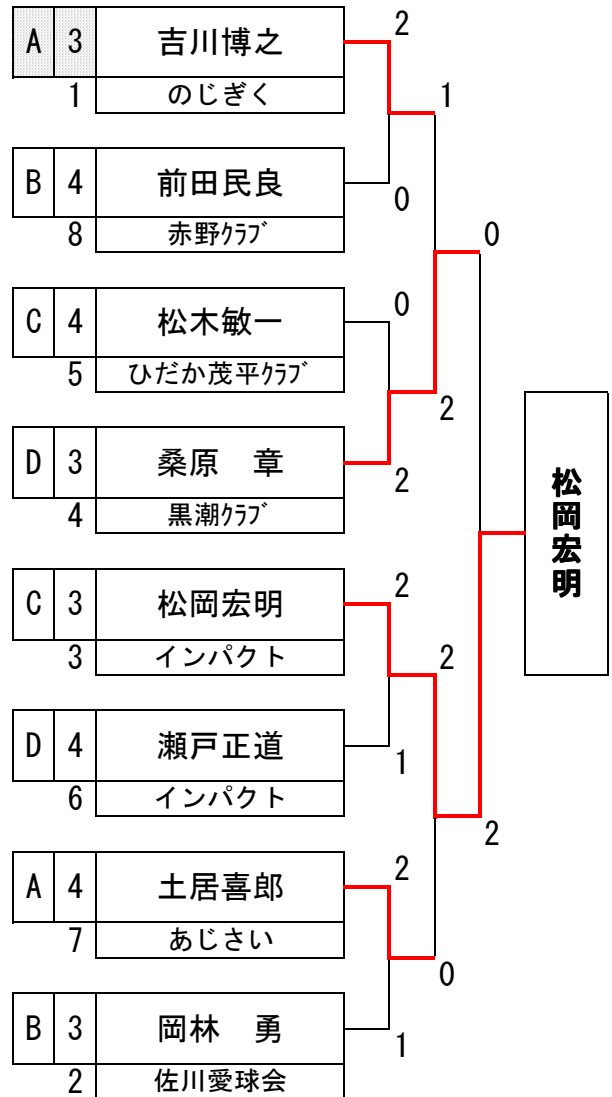 A 3 吉川博之 2
1 のじぎく 1
B 4 前田民良 0
8 赤野ｸﾗﾌﾞ 0
C 4 松木敏一 0
5 ひだか茂平ｸﾗﾌﾞ 2
D 3 桑原　章 2
4 黒潮ｸﾗﾌﾞ
松岡宏明
C 3 松岡宏明 2
3 インパクト 2
D 4 瀬戸正道 1
6 インパクト 2
A 4 土居喜郎 2
7 あじさい 0
B 3 岡林　勇 1
2 佐川愛球会